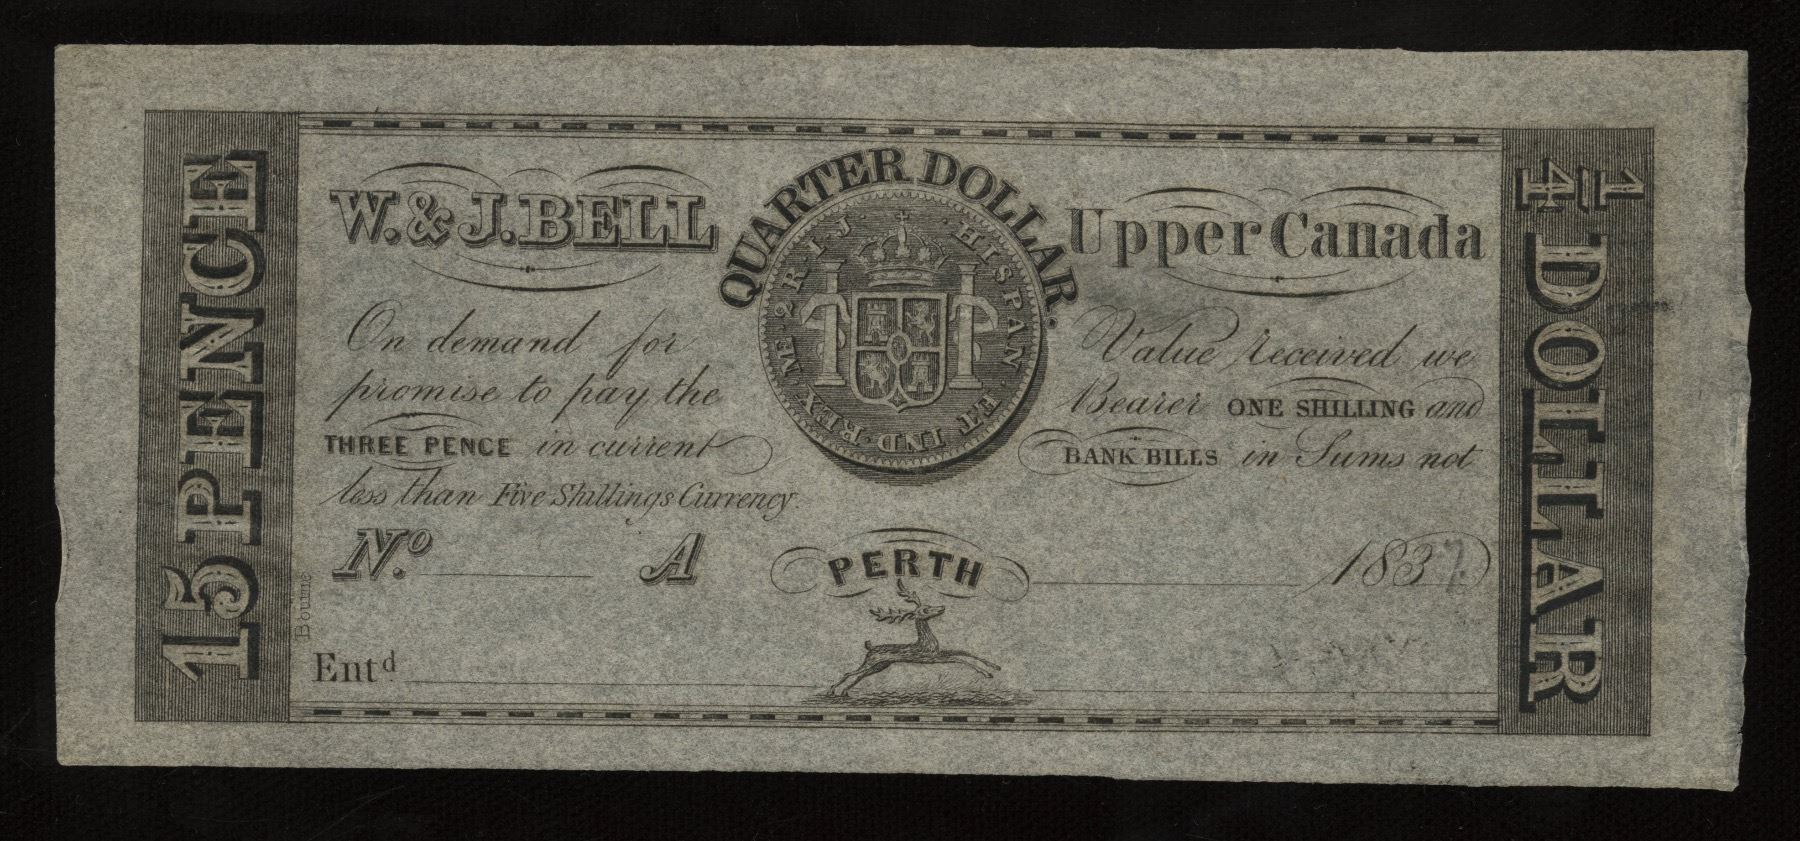 15 PENCE
W. & J. BELL
QUARTER DOLLAR.
Upper Canada
1/4 DOLLAR
2 R · I J · HISPAN · ET IND · REX M
On demand for Value received we
promise to pay the Bearer ONE SHILLING and
THREE PENCE in current BANK BILLS in Sums not
less than Five Shillings Currency.
No. A PERTH 1837
Bourne
Entd